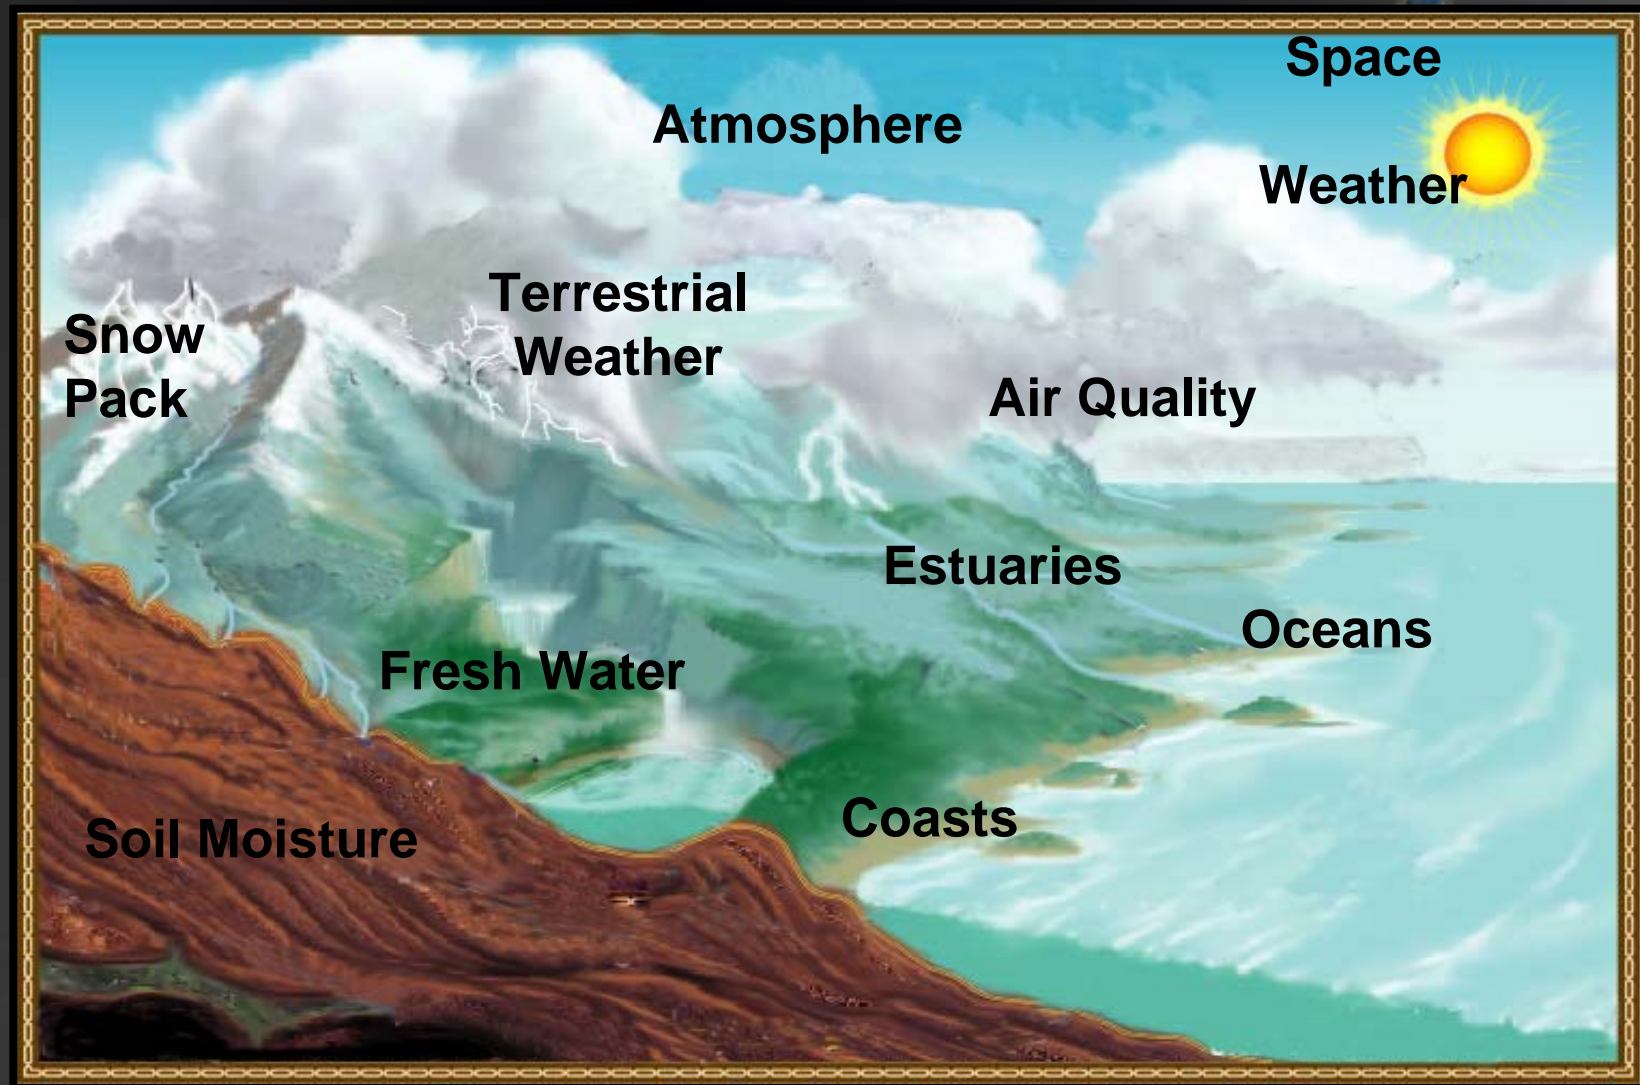 Space
Atmosphere
Weather
Terrestrial
Weather
Snow
Pack
Air Quality
Estuaries
Oceans
Fresh Water
Coasts
Soil Moisture